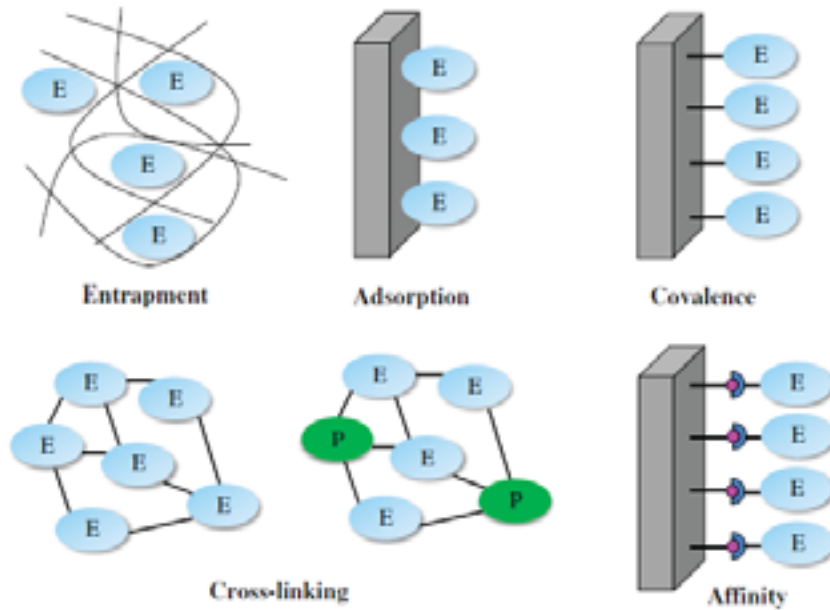 E E E E
Entrapment
E E E
Adsorption
E E E E
Covalence
E E E E E E
E E P E E P
Cross-linking
E E E E
Affinity